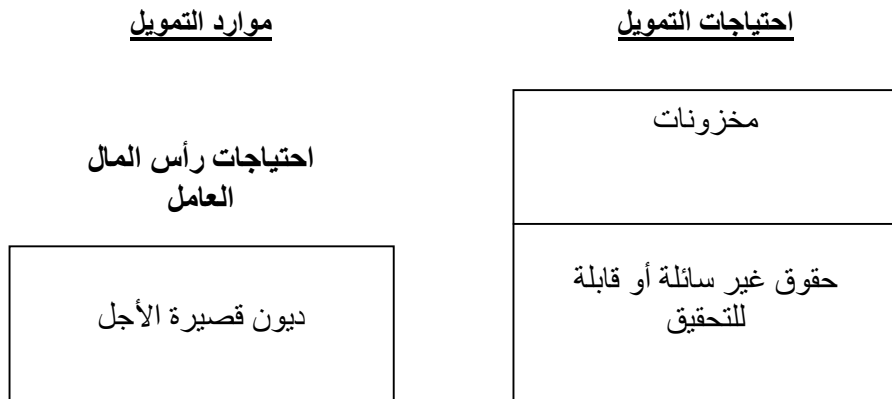 احتياجات التمويل
مخزونات
حقوق غير سائلة أو قابلة
للتحقيق
موارد التمويل
احتياجات رأس المال
العامل
ديون قصيرة الأجل